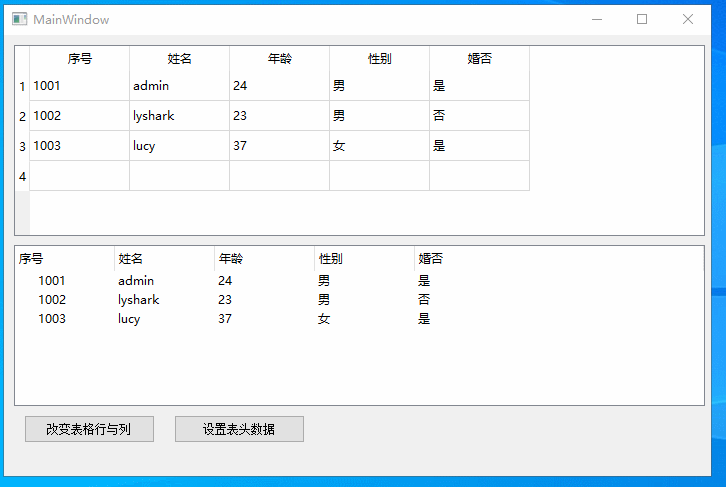 MainWindow
序号 姓名 年龄 性别 婚否
1 1001 admin 24 男 是
2 1002 lyshark 23 男 否
3 1003 lucy 37 女 是
4
序号 姓名 年龄 性别 婚否
1001 admin 24 男 是
1002 lyshark 23 男 否
1003 lucy 37 女 是
改变表格行与列 设置表头数据